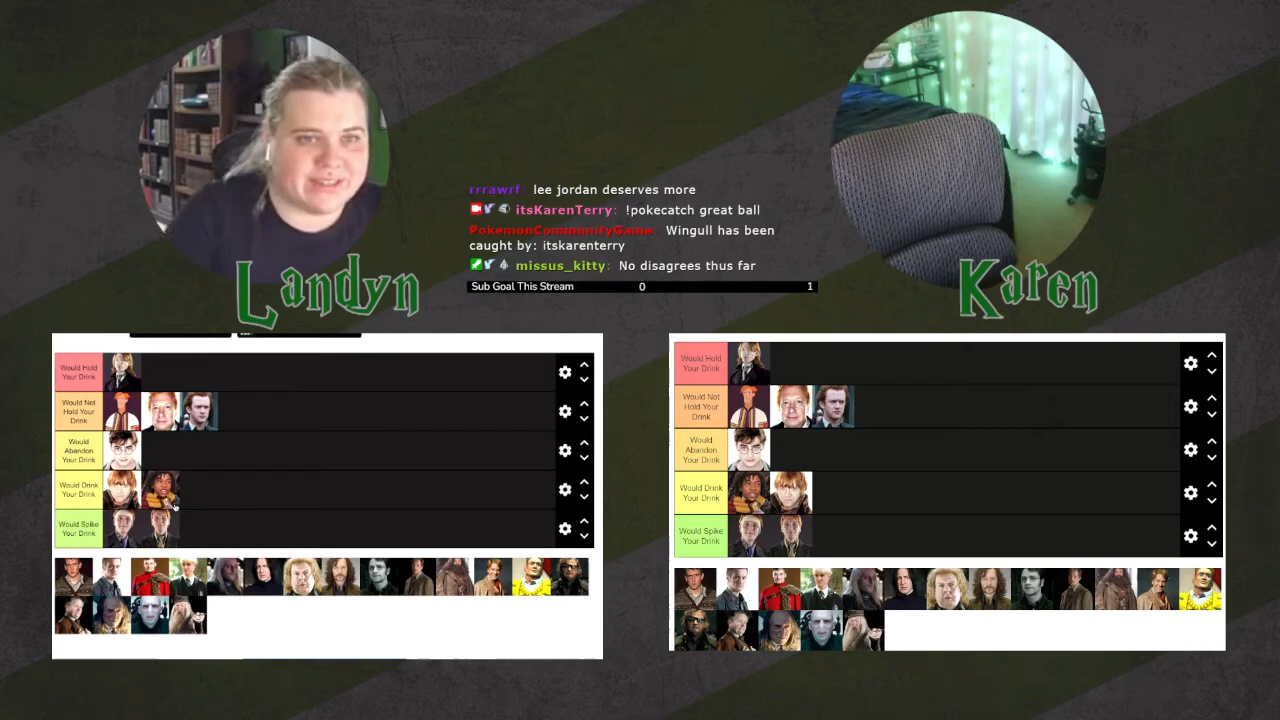 rrrawrf: lee jordan deserves more
itsKarenTerry: !pokecatch great ball
PokemonCommunityGame: Wingull has been
caught by: itskarenterry
missus_kitty: No disagrees thus far
Sub Goal This Stream 0 1
Landyn
Karen
Would Hold
Your Drink
Would Not
Hold Your
Drink
Would
Abandon
Your Drink
Would Drink
Your Drink
Would Spike
Your Drink
Would Hold
Your Drink
Would Not
Hold Your
Drink
Would
Abandon
Your Drink
Would Drink
Your Drink
Would Spike
Your Drink